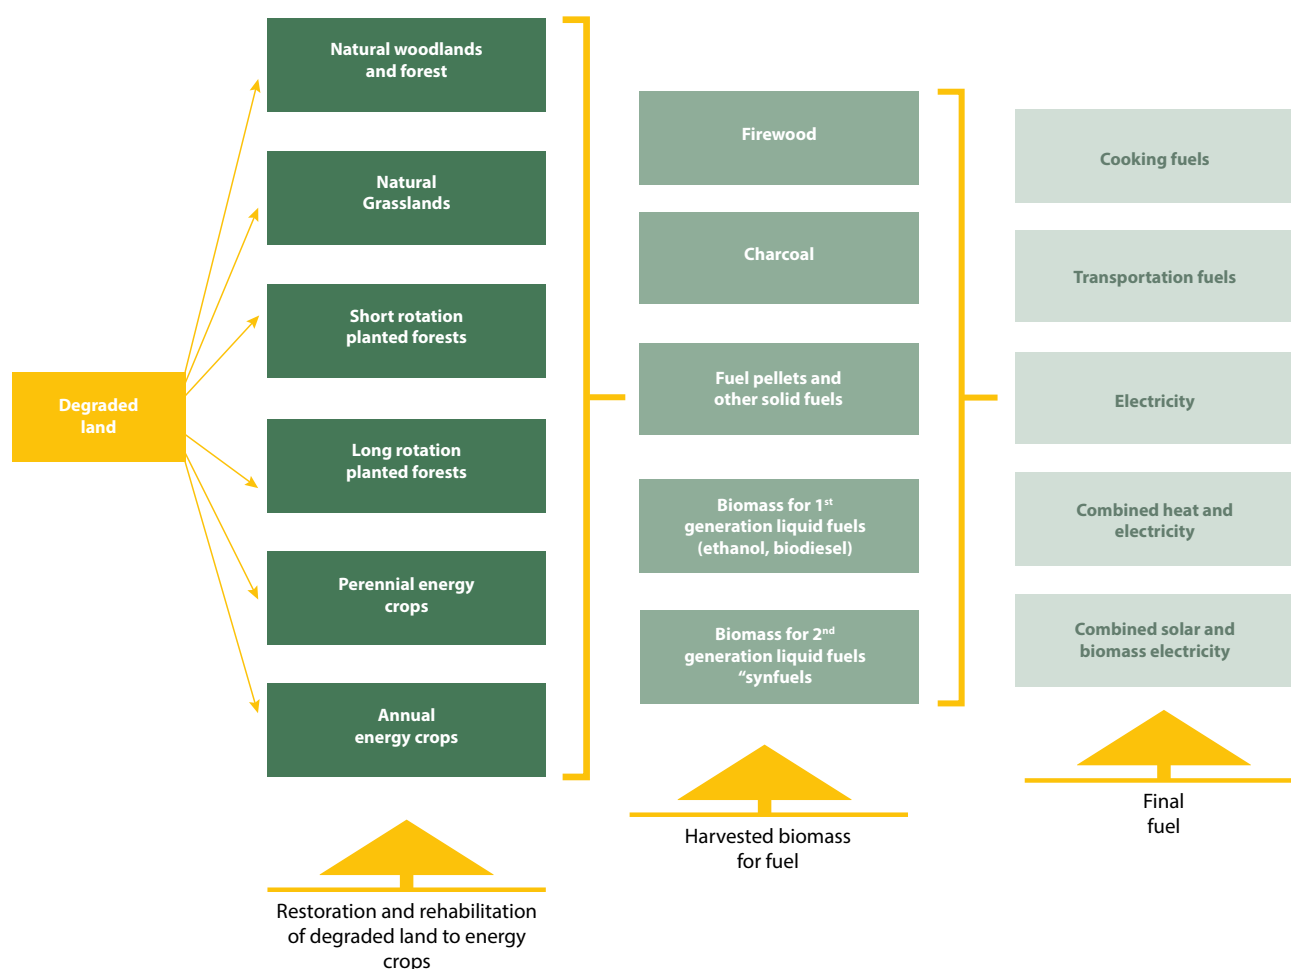 Natural woodlands
and forest
Natural
Grasslands
Short rotation
planted forests
Degraded
land
Long rotation
planted forests
Perennial energy
crops
Annual
energy crops
Restoration and rehabilitation
of degraded land to energy
crops
Firewood
Charcoal
Fuel pellets and
other solid fuels
Biomass for 1st
generation liquid fuels
(ethanol, biodiesel)
Biomass for 2nd
generation liquid fuels
“synfuels
Harvested biomass
for fuel
Cooking fuels
Transportation fuels
Electricity
Combined heat and
electricity
Combined solar and
biomass electricity
Final
fuel